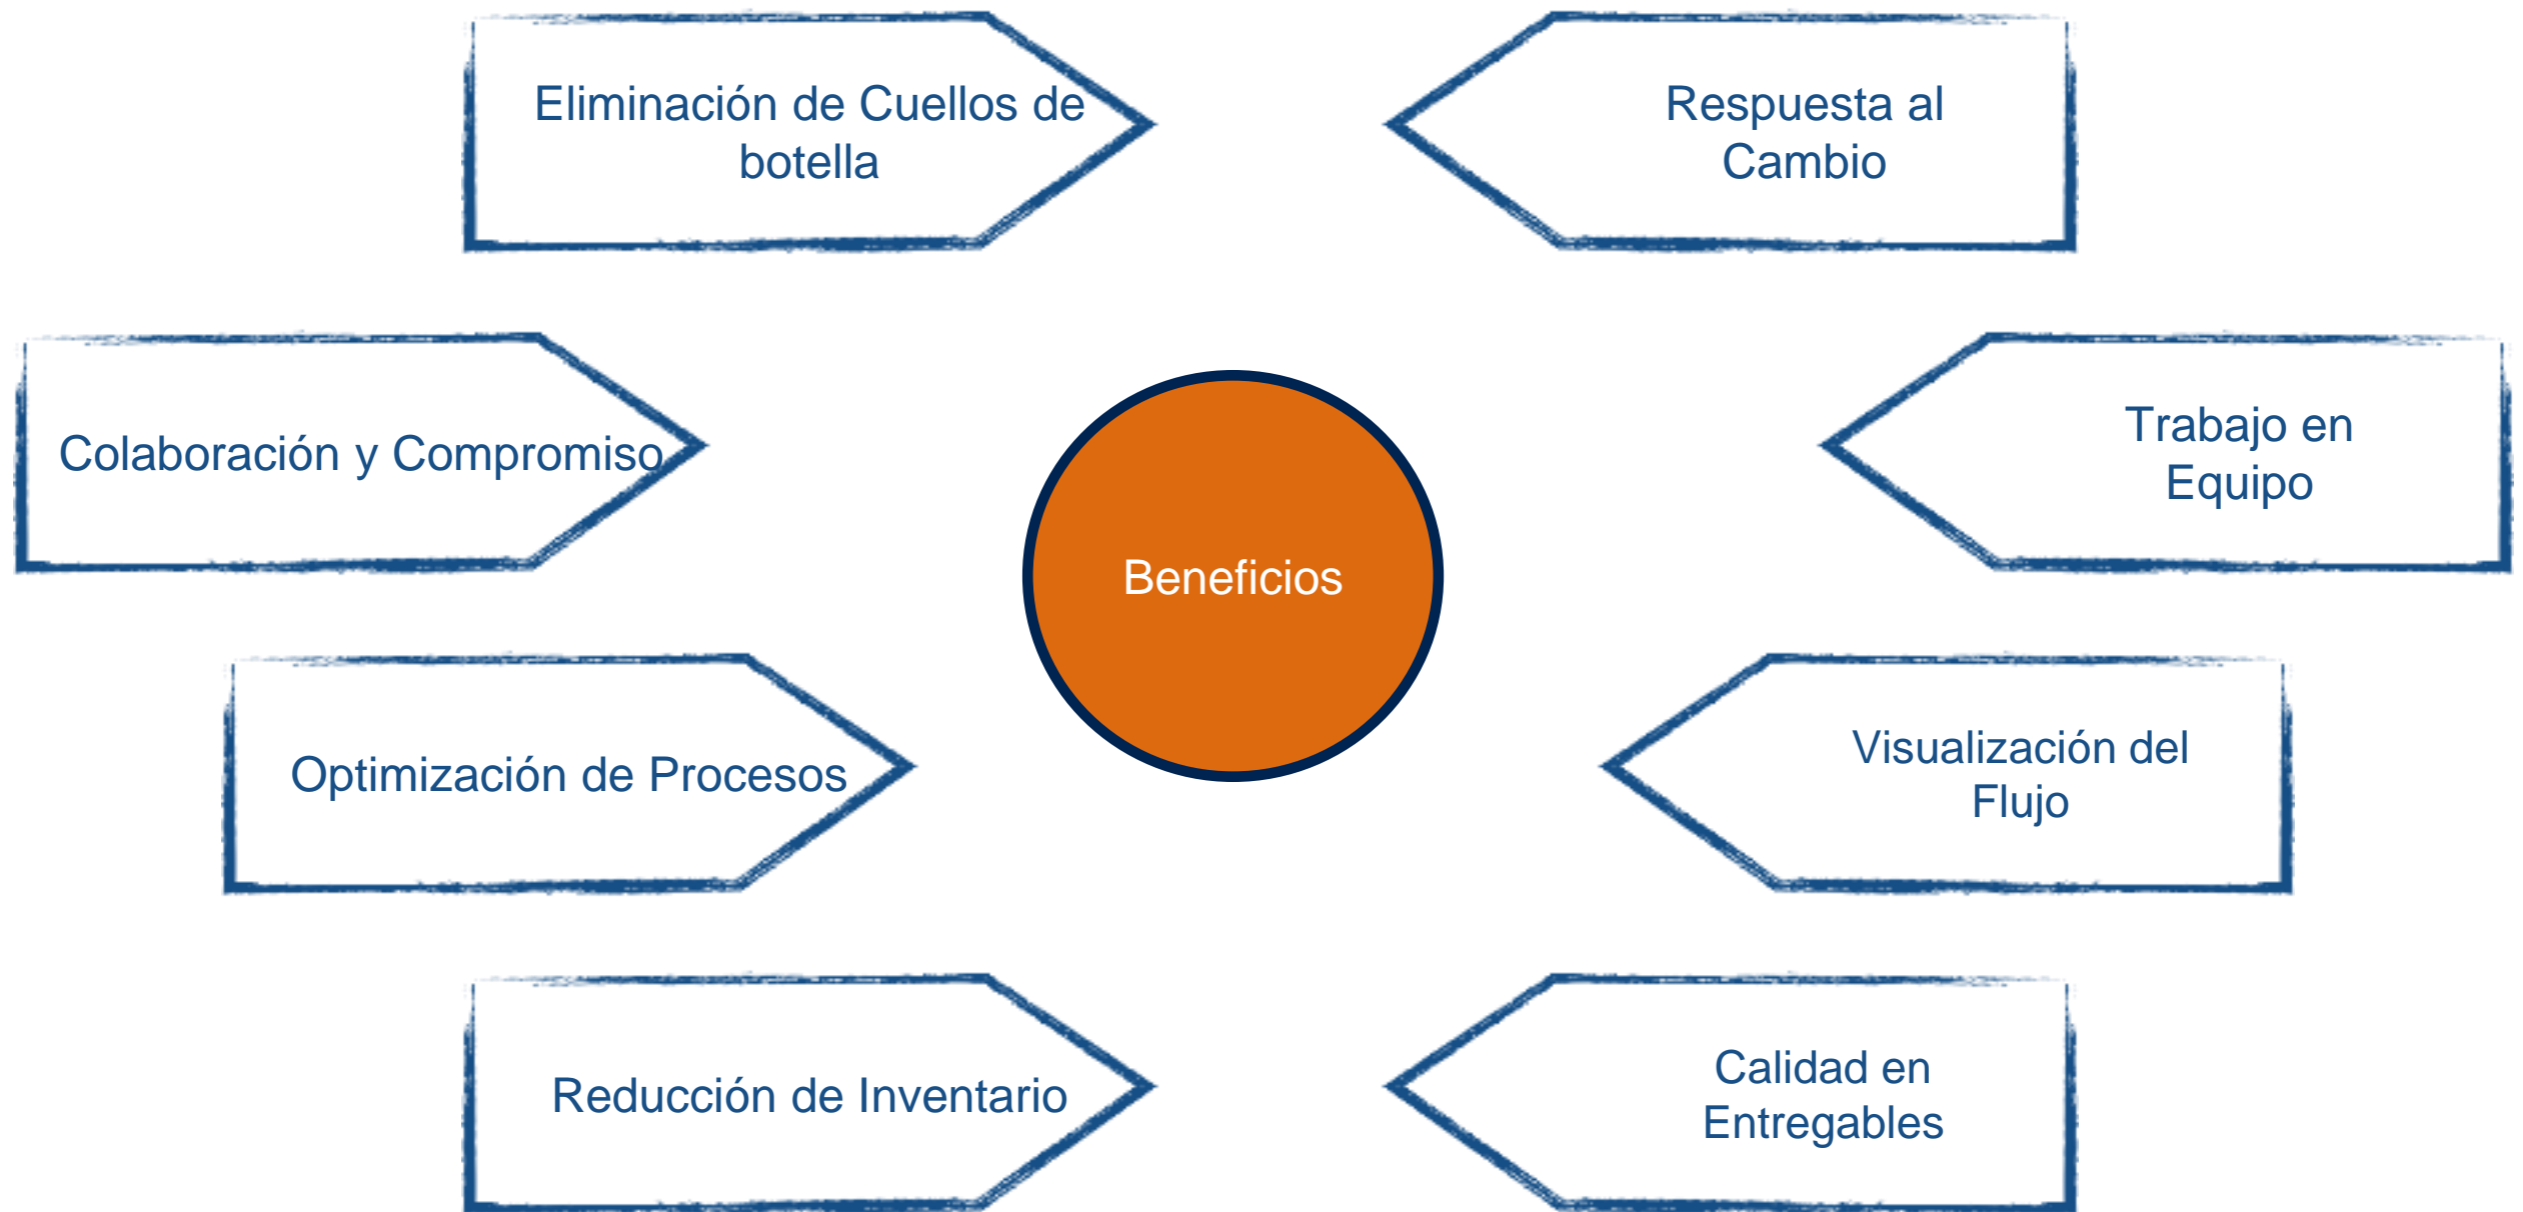 Eliminación de Cuellos de
botella
Respuesta al
Cambio
Colaboración y Compromiso
Trabajo en
Equipo
Beneficios
Optimización de Procesos
Visualización del
Flujo
Reducción de Inventario
Calidad en
Entregables